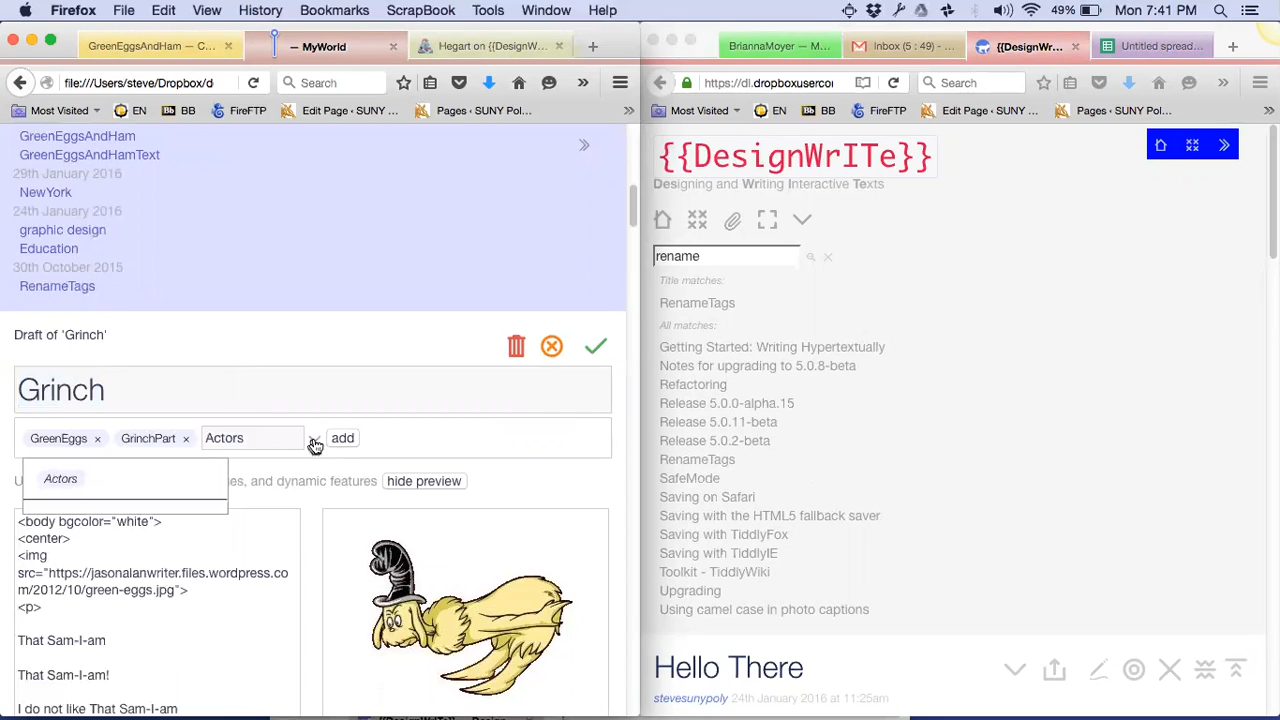 Firefox File Edit View History Bookmarks ScrapBook Tools Window Help 49% Mon 7:41 PM
GreenEggsAndHam — C... — MyWorld Hegart on {{DesignW...
file:///Users/steve/Dropbox/d Search
Most Visited EN BB FireFTP Edit Page ‹ SUNY ... Pages ‹ SUNY Pol...
GreenEggsAndHam
GreenEggsAndHamText
29th January 2016
NewYork
24th January 2016
graphic design
Education
30th October 2015
RenameTags
Draft of 'Grinch'
Grinch
GreenEggs × GrinchPart × Actors add
Actors
es, and dynamic features hide preview
<body bgcolor="white">
<center>
<img
src="https://jasonalanwriter.files.wordpress.co
m/2012/10/green-eggs.jpg">
<p>
That Sam-I-am
That Sam-I-am!
I do not like That Sam-I-am
BriannaMoyer — M... Inbox (5 : 49) - ... {{DesignWr... Untitled spread...
https://dl.dropboxusercor Search
Most Visited EN BB FireFTP Edit Page ‹ SUNY ... Pages ‹ SUNY Pol...
{{DesignWrITe}}
Designing and Writing Interactive Texts
rename
Title matches:
RenameTags
All matches:
Getting Started: Writing Hypertextually
Notes for upgrading to 5.0.8-beta
Refactoring
Release 5.0.0-alpha.15
Release 5.0.11-beta
Release 5.0.2-beta
RenameTags
SafeMode
Saving on Safari
Saving with the HTML5 fallback saver
Saving with TiddlyFox
Saving with TiddlyIE
Toolkit - TiddlyWiki
Upgrading
Using camel case in photo captions
Hello There
stevesunypoly 24th January 2016 at 11:25am